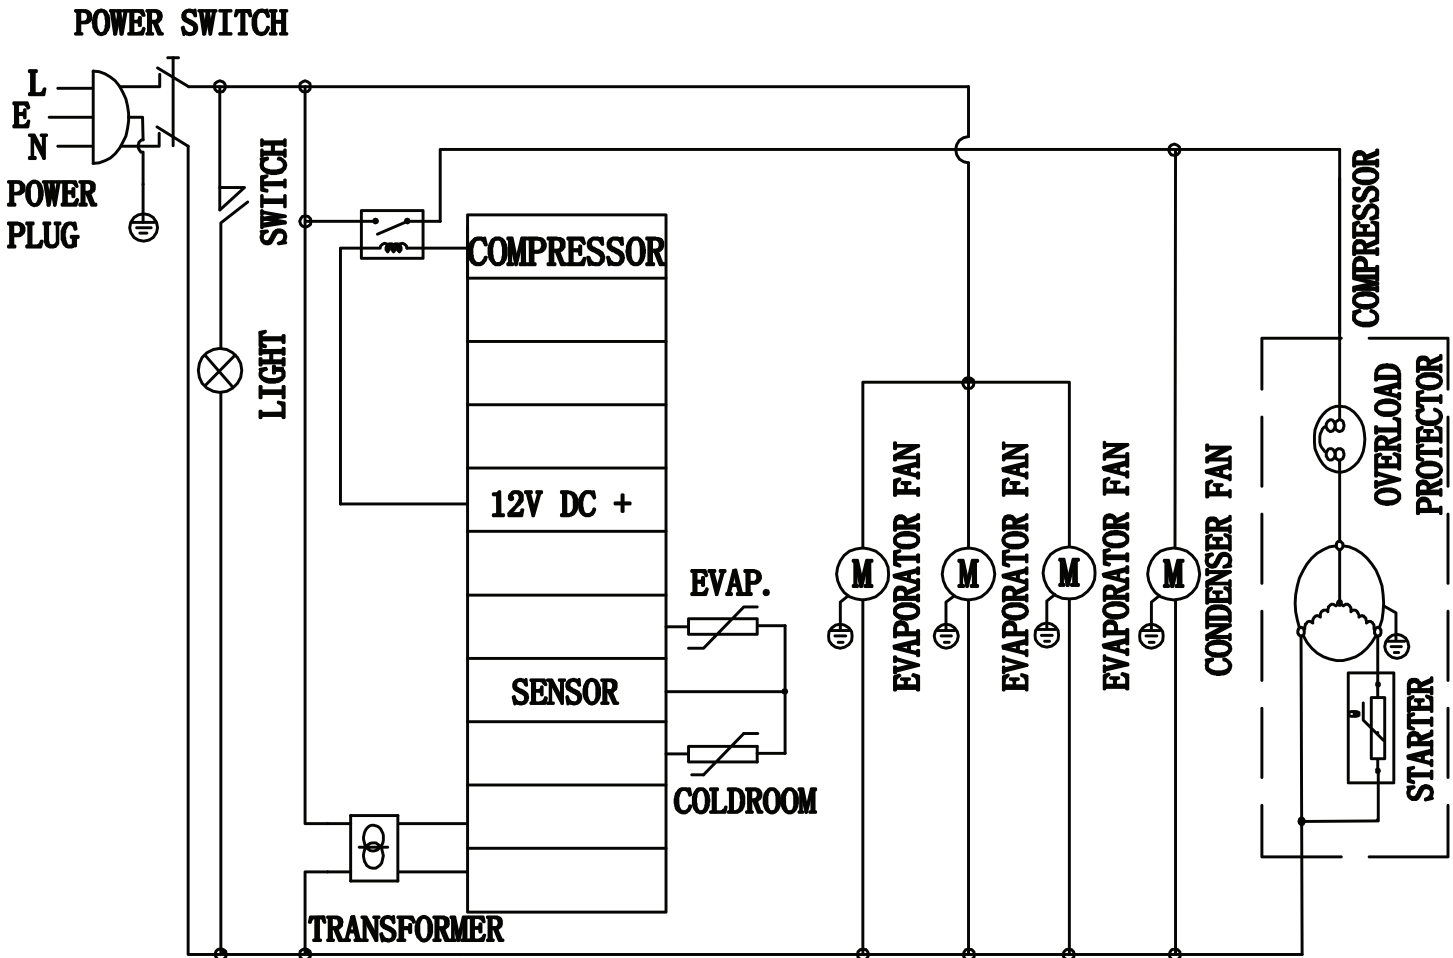 POWER SWITCH
L
E
N
POWER
PLUG
SWITCH
LIGHT
COMPRESSOR
12V DC +
EVAP.
SENSOR
COLDROOM
TRANSFORMER
EVAPORATOR FAN
EVAPORATOR FAN
EVAPORATOR FAN
CONDENSER FAN
M
M
M
M
COMPRESSOR
OVERLOAD
PROTECTOR
STARTER